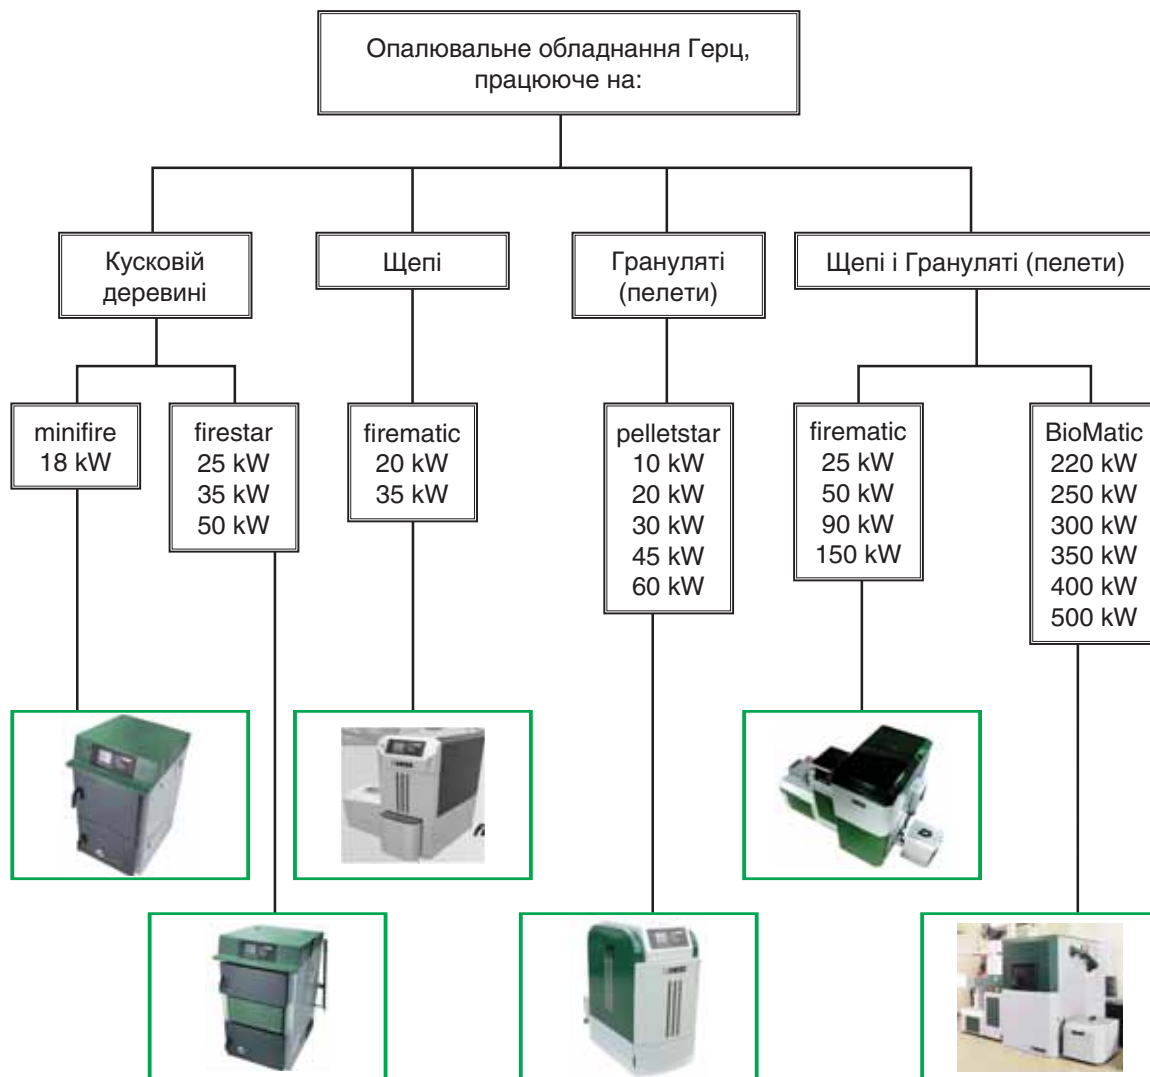 Опалювальне обладнання Герц,
працююче на:
Кусковій
деревині
Щепі
Грануляті
(пелети)
Щепі і Грануляті (пелети)
minifire
18 kW
firestar
25 kW
35 kW
50 kW
firematic
20 kW
35 kW
pelletstar
10 kW
20 kW
30 kW
45 kW
60 kW
firematic
25 kW
50 kW
90 kW
150 kW
BioMatic
220 kW
250 kW
300 kW
350 kW
400 kW
500 kW